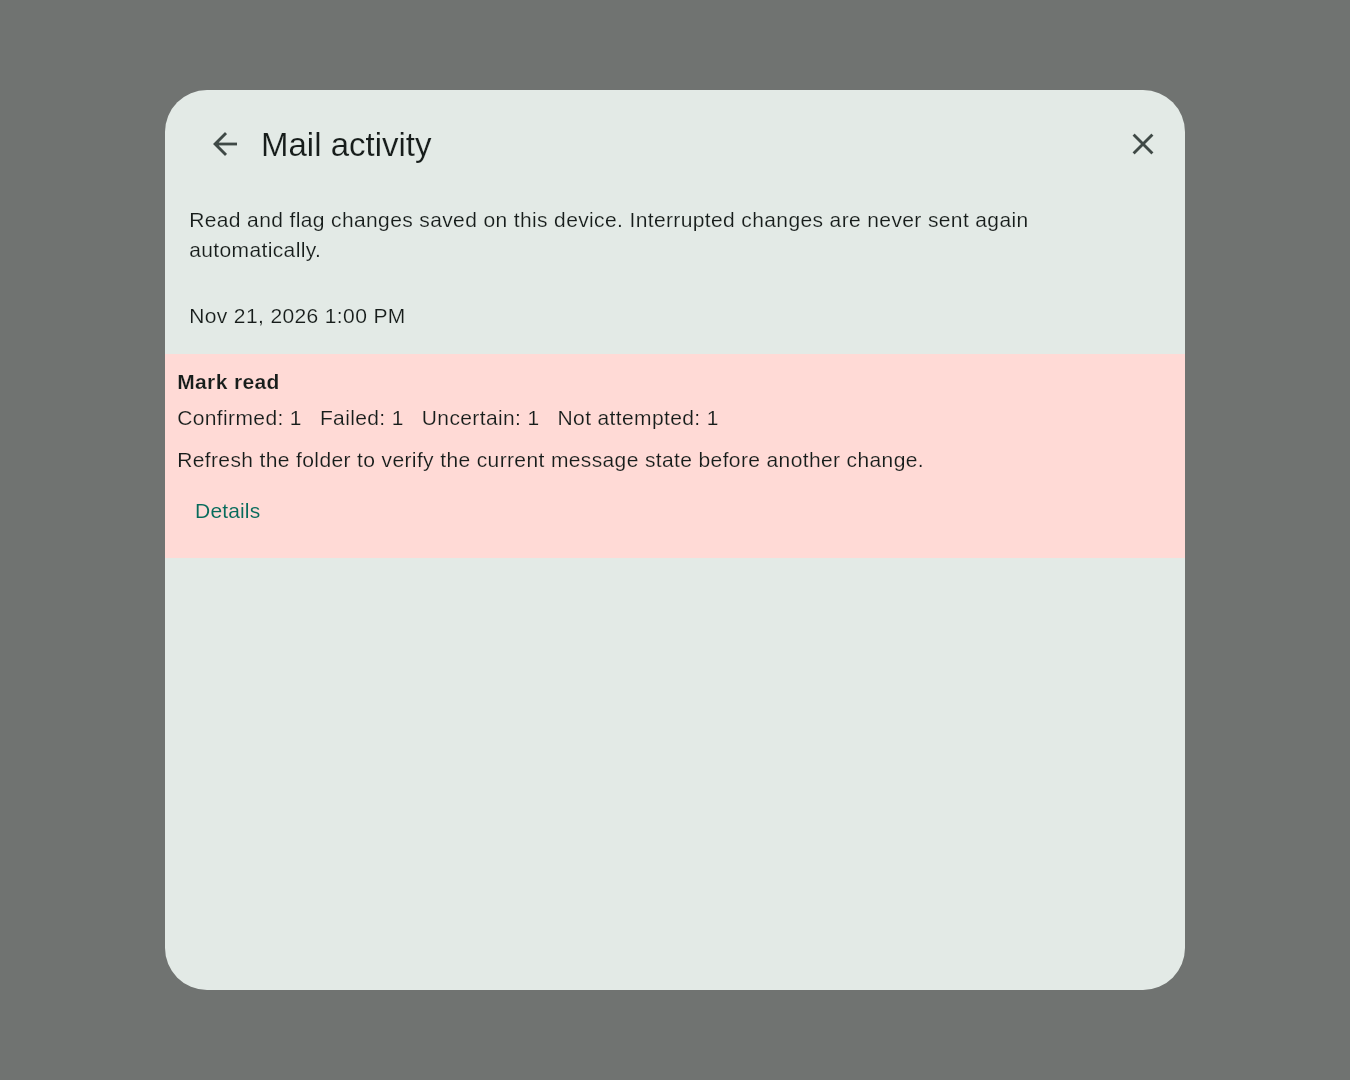 Mail activity
Read and flag changes saved on this device. Interrupted changes are never sent again
automatically.
Nov 21, 2026 1:00 PM
Mark read
Confirmed: 1   Failed: 1   Uncertain: 1   Not attempted: 1
Refresh the folder to verify the current message state before another change.
Details